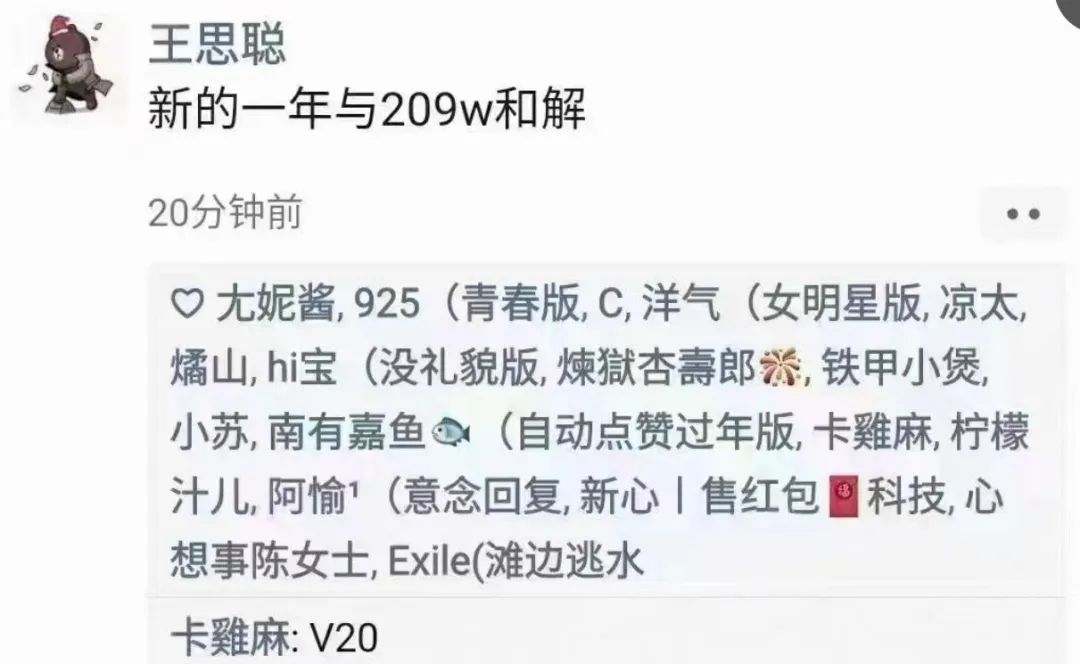 王思聪
新的一年与209w和解
20分钟前
♡ 尤妮酱, 925（青春版, C, 洋气（女明星版, 凉太,
燏山, hi宝（没礼貌版, 煉獄杏壽郎🎇, 铁甲小煲,
小苏, 南有嘉鱼🐟（自动点赞过年版, 卡雞麻, 柠檬
汁儿, 阿愉¹（意念回复, 新心丨售红包🧧科技, 心
想事陈女士, Exile(滩边逃水
卡雞麻: V20